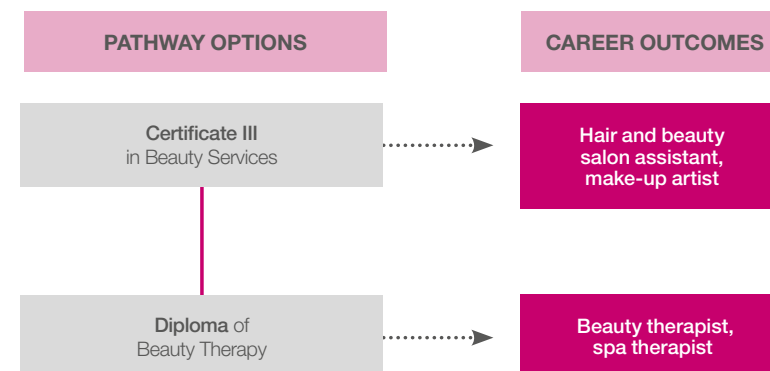 PATHWAY OPTIONS
CAREER OUTCOMES
Certificate III
in Beauty Services
Hair and beauty
salon assistant,
make-up artist
Diploma of
Beauty Therapy
Beauty therapist,
spa therapist